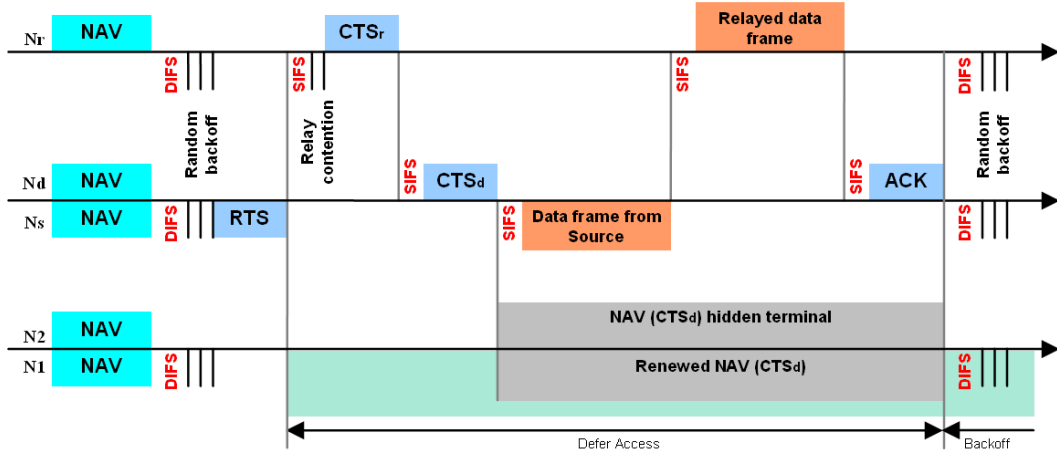 Nr
NAV
DIFS
Random
backoff
SIFS
Relay
contention
CTSr
SIFS
Relayed data
frame
DIFS
Random
backoff
Nd
NAV
SIFS
CTSd
SIFS
ACK
Ns
NAV
DIFS
RTS
SIFS
Data frame from
Source
DIFS
N2
NAV
NAV (CTSd) hidden terminal
N1
NAV
DIFS
Renewed NAV (CTSd)
DIFS
Defer Access
Backoff